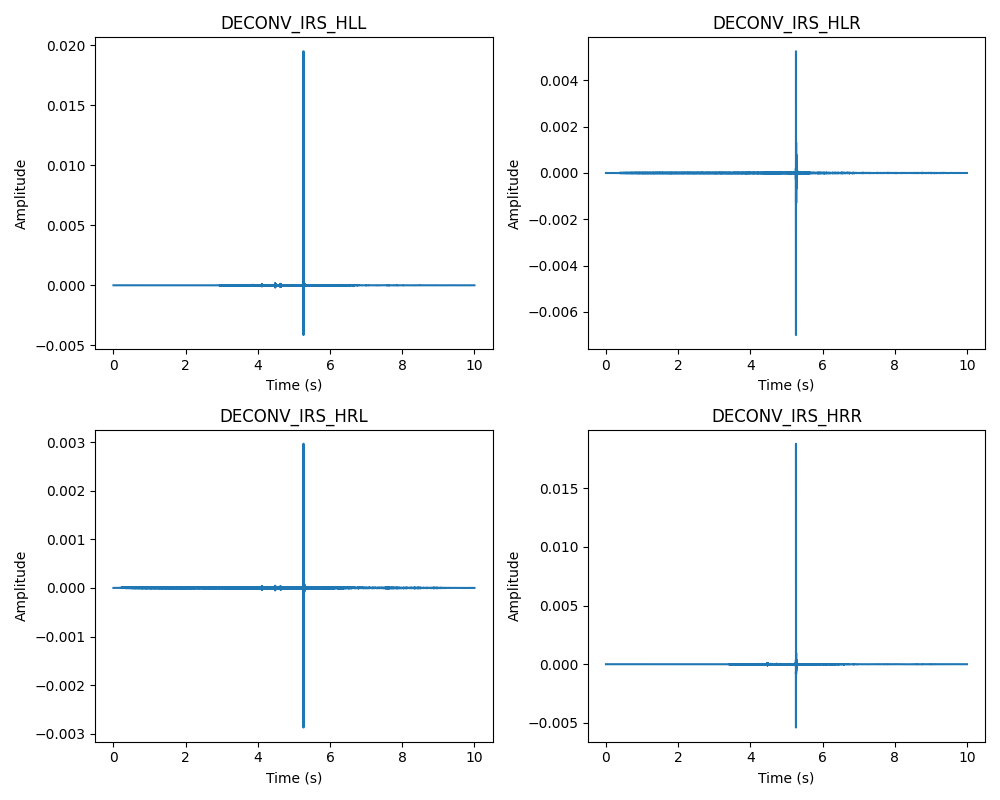 DECONV_IRS_HLL
0.020
0.015
0.010
0.005
0.000
−0.005
Amplitude
0 2 4 6 8 10
Time (s)
DECONV_IRS_HLR
0.004
0.002
0.000
−0.002
−0.004
−0.006
Amplitude
0 2 4 6 8 10
Time (s)
DECONV_IRS_HRL
0.003
0.002
0.001
0.000
−0.001
−0.002
−0.003
Amplitude
0 2 4 6 8 10
Time (s)
DECONV_IRS_HRR
0.015
0.010
0.005
0.000
−0.005
Amplitude
0 2 4 6 8 10
Time (s)